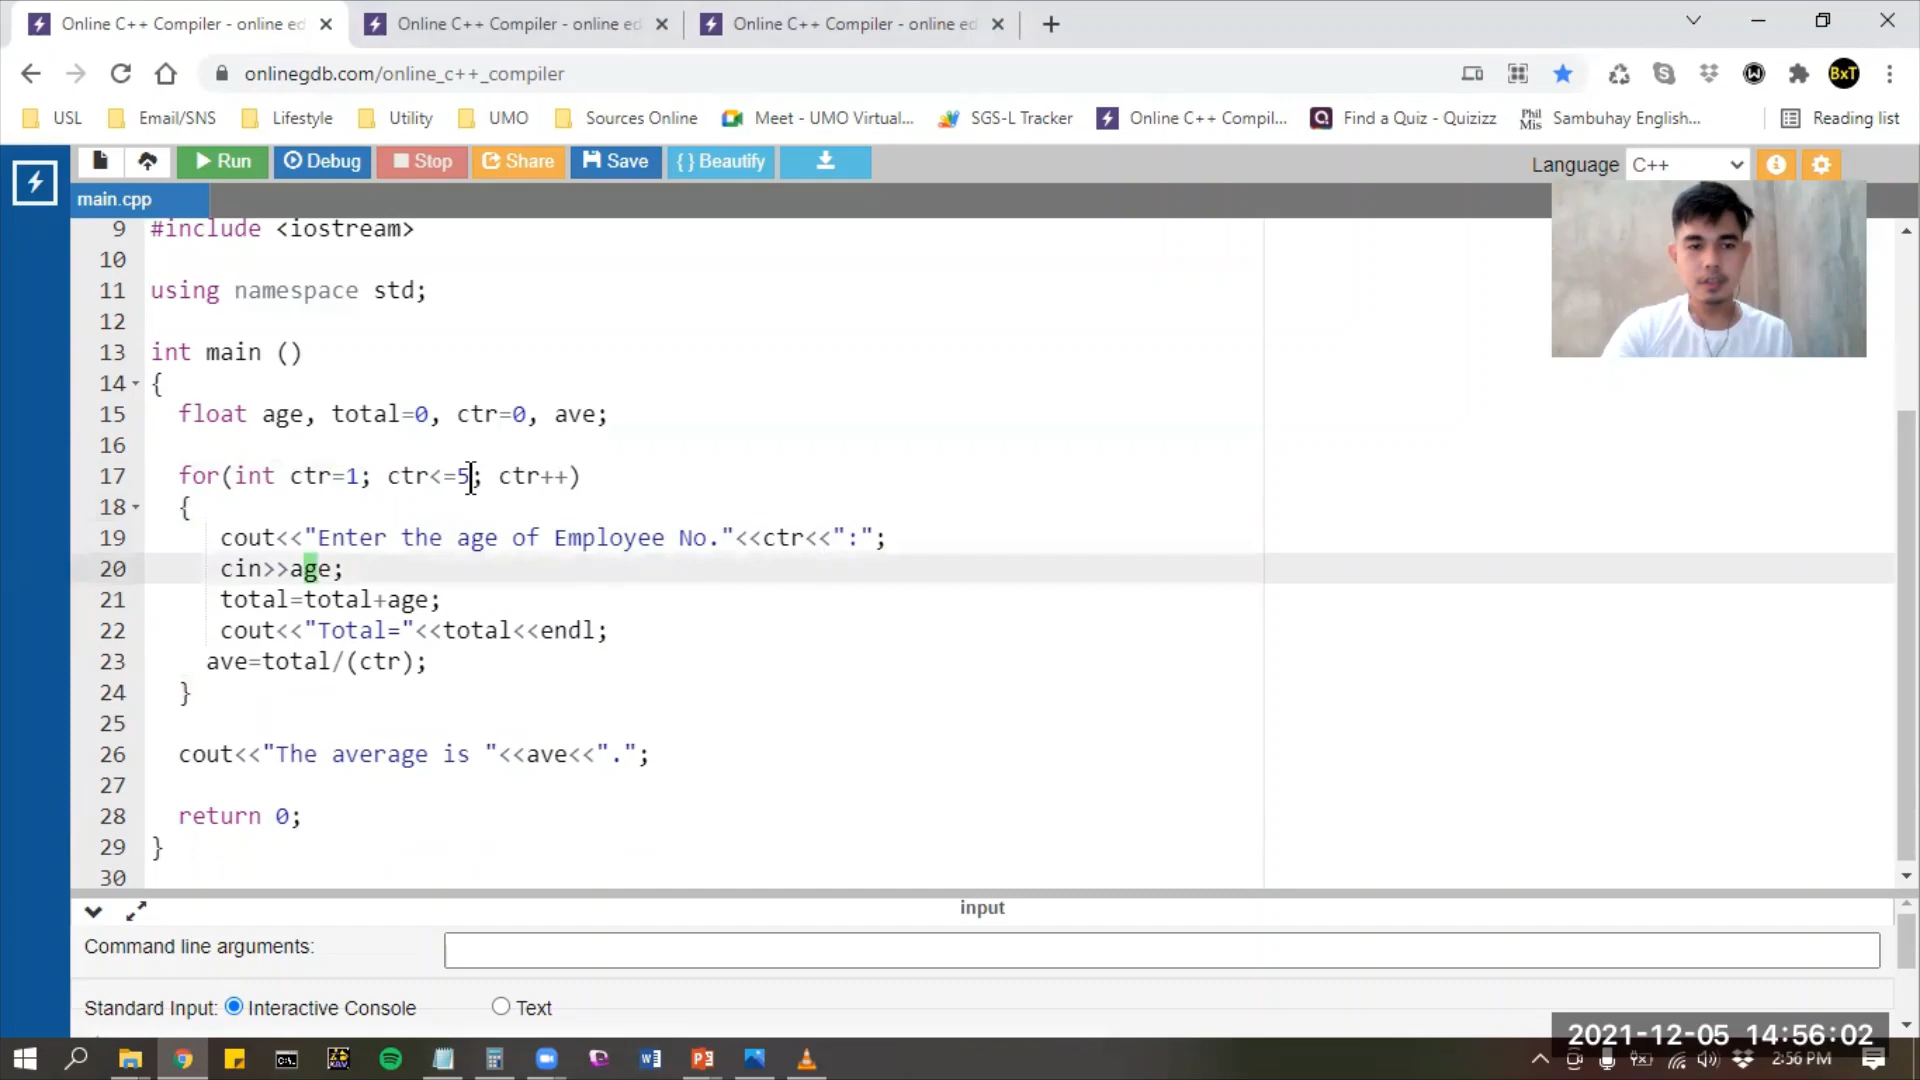 Online C++ Compiler - online ed
Online C++ Compiler - online ed
Online C++ Compiler - online ed
onlinegdb.com/online_c++_compiler
BxT
USL
Email/SNS
Lifestyle
Utility
UMO
Sources Online
Meet - UMO Virtual...
SGS-L Tracker
Online C++ Compil...
Find a Quiz - Quizizz
Phil Mis
Sambuhay English...
Reading list
Run
Debug
Stop
Share
Save
{ } Beautify
Language C++
main.cpp
9 #include <iostream>
10
11 using namespace std;
12
13 int main ()
14 {
15 float age, total=0, ctr=0, ave;
16
17 for(int ctr=1; ctr<=5; ctr++)
18 {
19 cout<<"Enter the age of Employee No."<<ctr<<":";
20 cin>>age;
21 total=total+age;
22 cout<<"Total="<<total<<endl;
23 ave=total/(ctr);
24 }
25
26 cout<<"The average is "<<ave<<".";
27
28 return 0;
29 }
30
input
Command line arguments:
Standard Input: Interactive Console Text
2021-12-05 14:56:02
2:56 PM